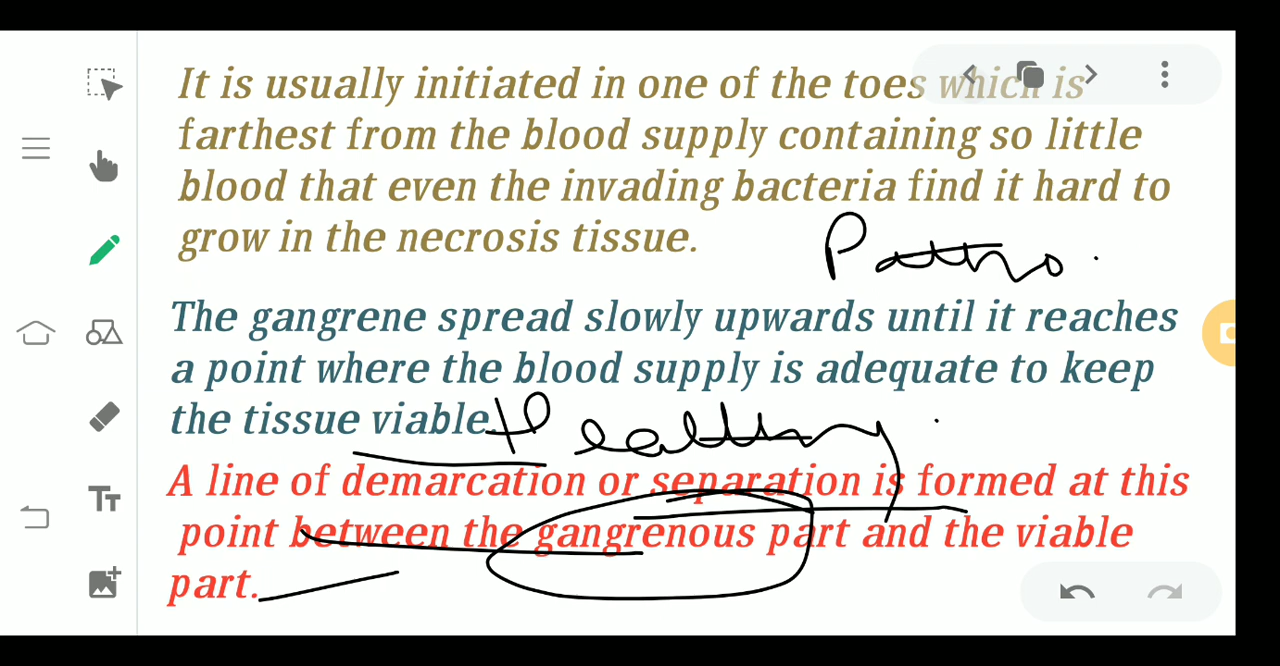 It is usually initiated in one of the toes which is
farthest from the blood supply containing so little
blood that even the invading bacteria find it hard to
grow in the necrosis tissue.
Patho.
The gangrene spread slowly upwards until it reaches
a point where the blood supply is adequate to keep
the tissue viable.
Healthy
A line of demarcation or separation is formed at this
point between the gangrenous part and the viable
part.
TT